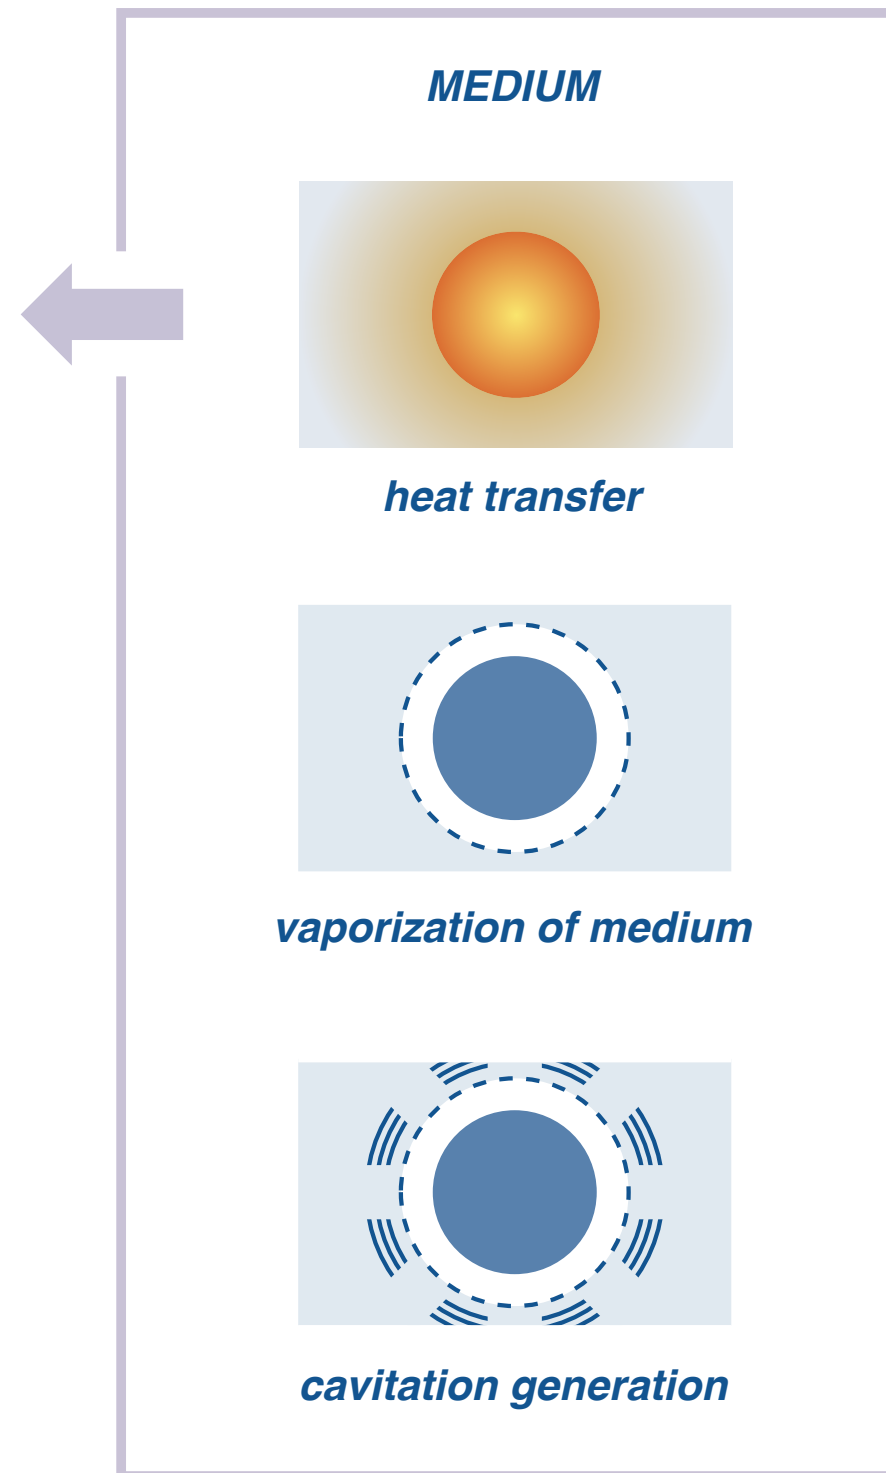 MEDIUM
heat transfer
vaporization of medium
cavitation generation